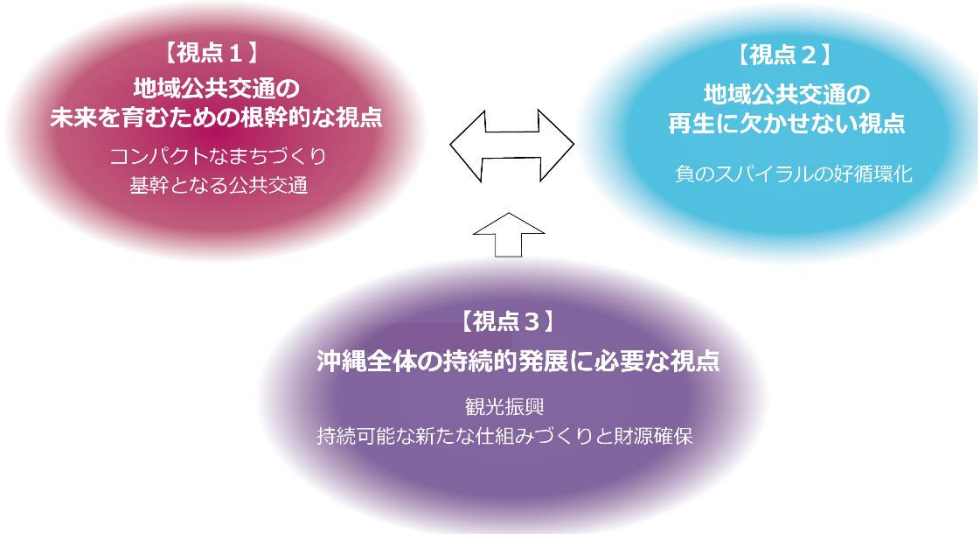 【視点１】
地域公共交通の
未来を育むための根幹的な視点
コンパクトなまちづくり
基幹となる公共交通
【視点２】
地域公共交通の
再生に欠かせない視点
負のスパイラルの好循環化
【視点３】
沖縄全体の持続的発展に必要な視点
観光振興
持続可能な新たな仕組みづくりと財源確保